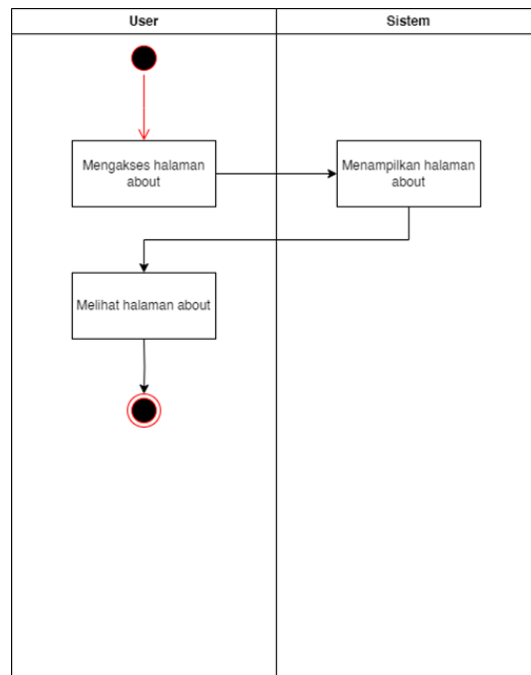 User
Sistem
Mengakses halaman
about
Menampilkan halaman
about
Melihat halaman about